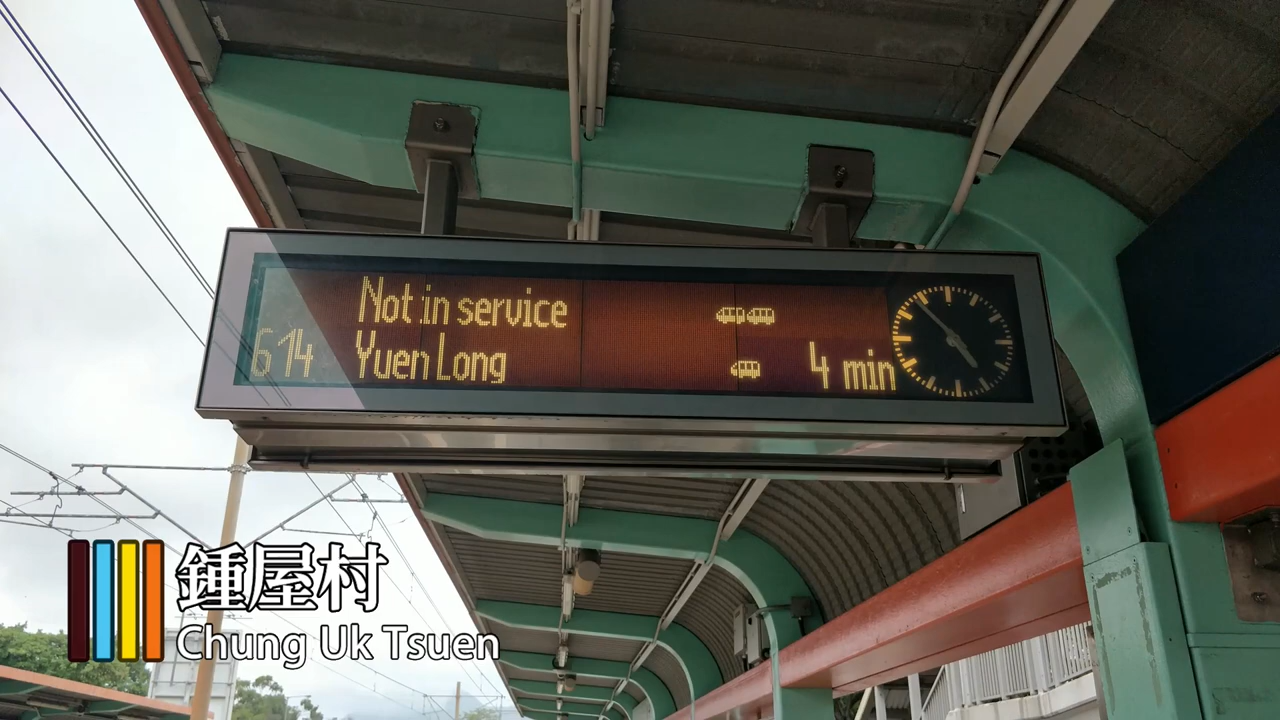 Not in service
614 Yuen Long 4 min
鍾屋村
Chung Uk Tsuen